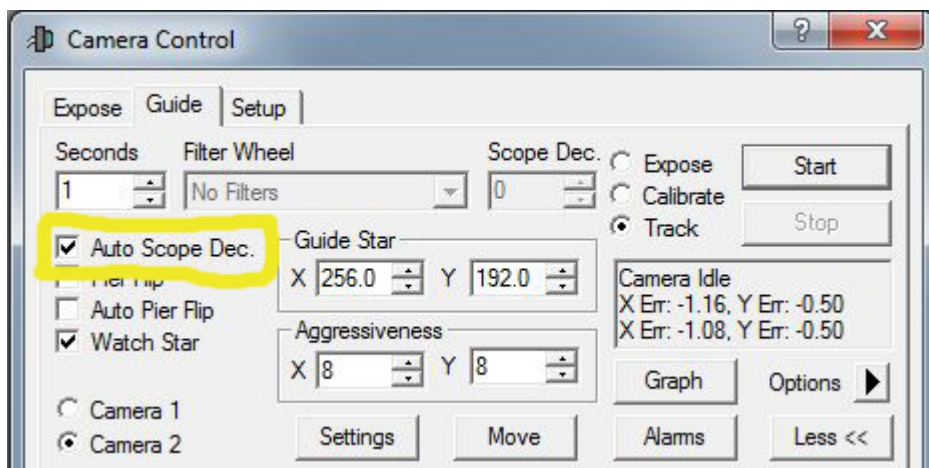 Camera Control
Expose Guide Setup
Seconds Filter Wheel Scope Dec.
1 No Filters 0
Expose
Calibrate
Track
Start
Stop
Auto Scope Dec.
Pier Flip
Auto Pier Flip
Watch Star
Guide Star
X 256.0 Y 192.0
Aggressiveness
X 8 Y 8
Camera Idle
X Err: -1.16, Y Err: -0.50
X Err: -1.08, Y Err: -0.50
Graph Options
Camera 1
Camera 2
Settings Move Alarms Less <<